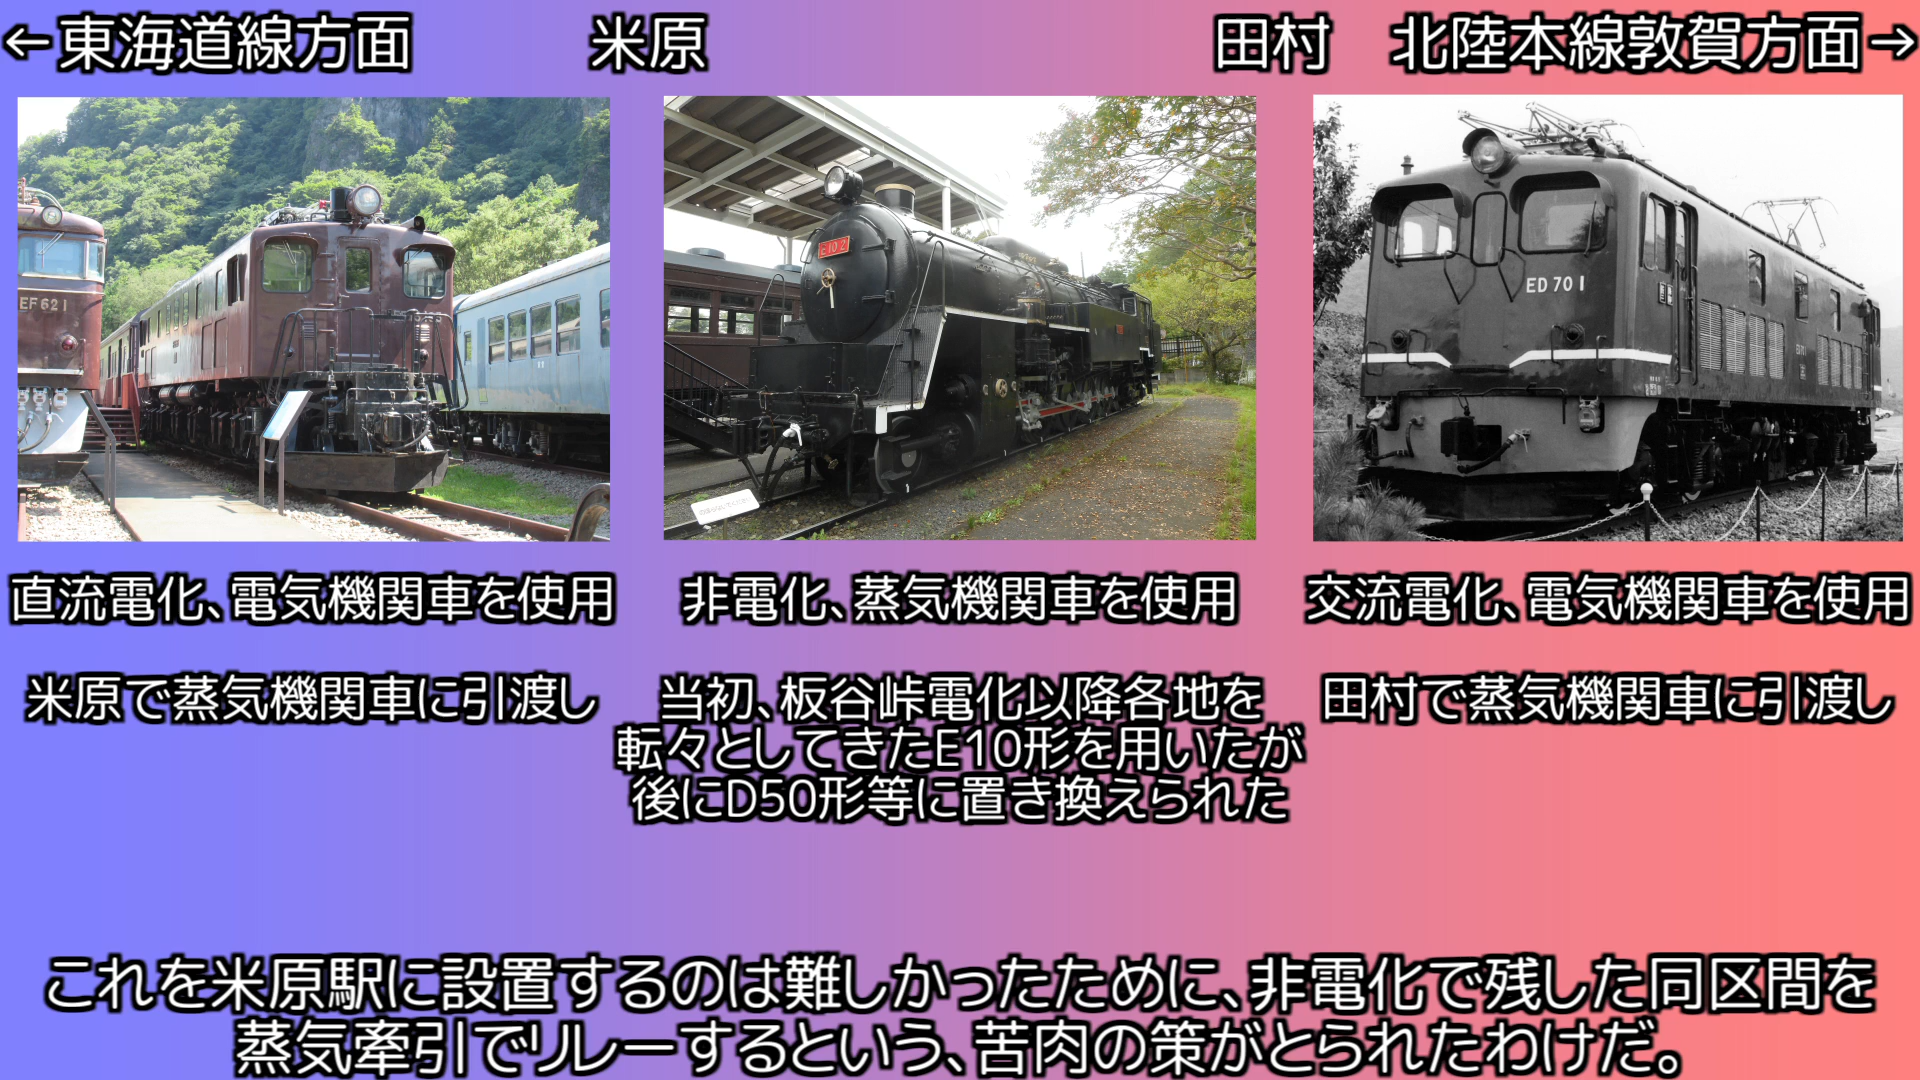 ←東海道線方面
米原
田村
北陸本線敦賀方面→
EF 62 1
E 10 2
ED 70 1
直流電化、電気機関車を使用
非電化、蒸気機関車を使用
交流電化、電気機関車を使用
米原で蒸気機関車に引渡し
当初、板谷峠電化以降各地を
転々としてきたE10形を用いたが
後にD50形等に置き換えられた
田村で蒸気機関車に引渡し
これを米原駅に設置するのは難しかったために、非電化で残した同区間を
蒸気牽引でリレーするという、苦肉の策がとられたわけだ。